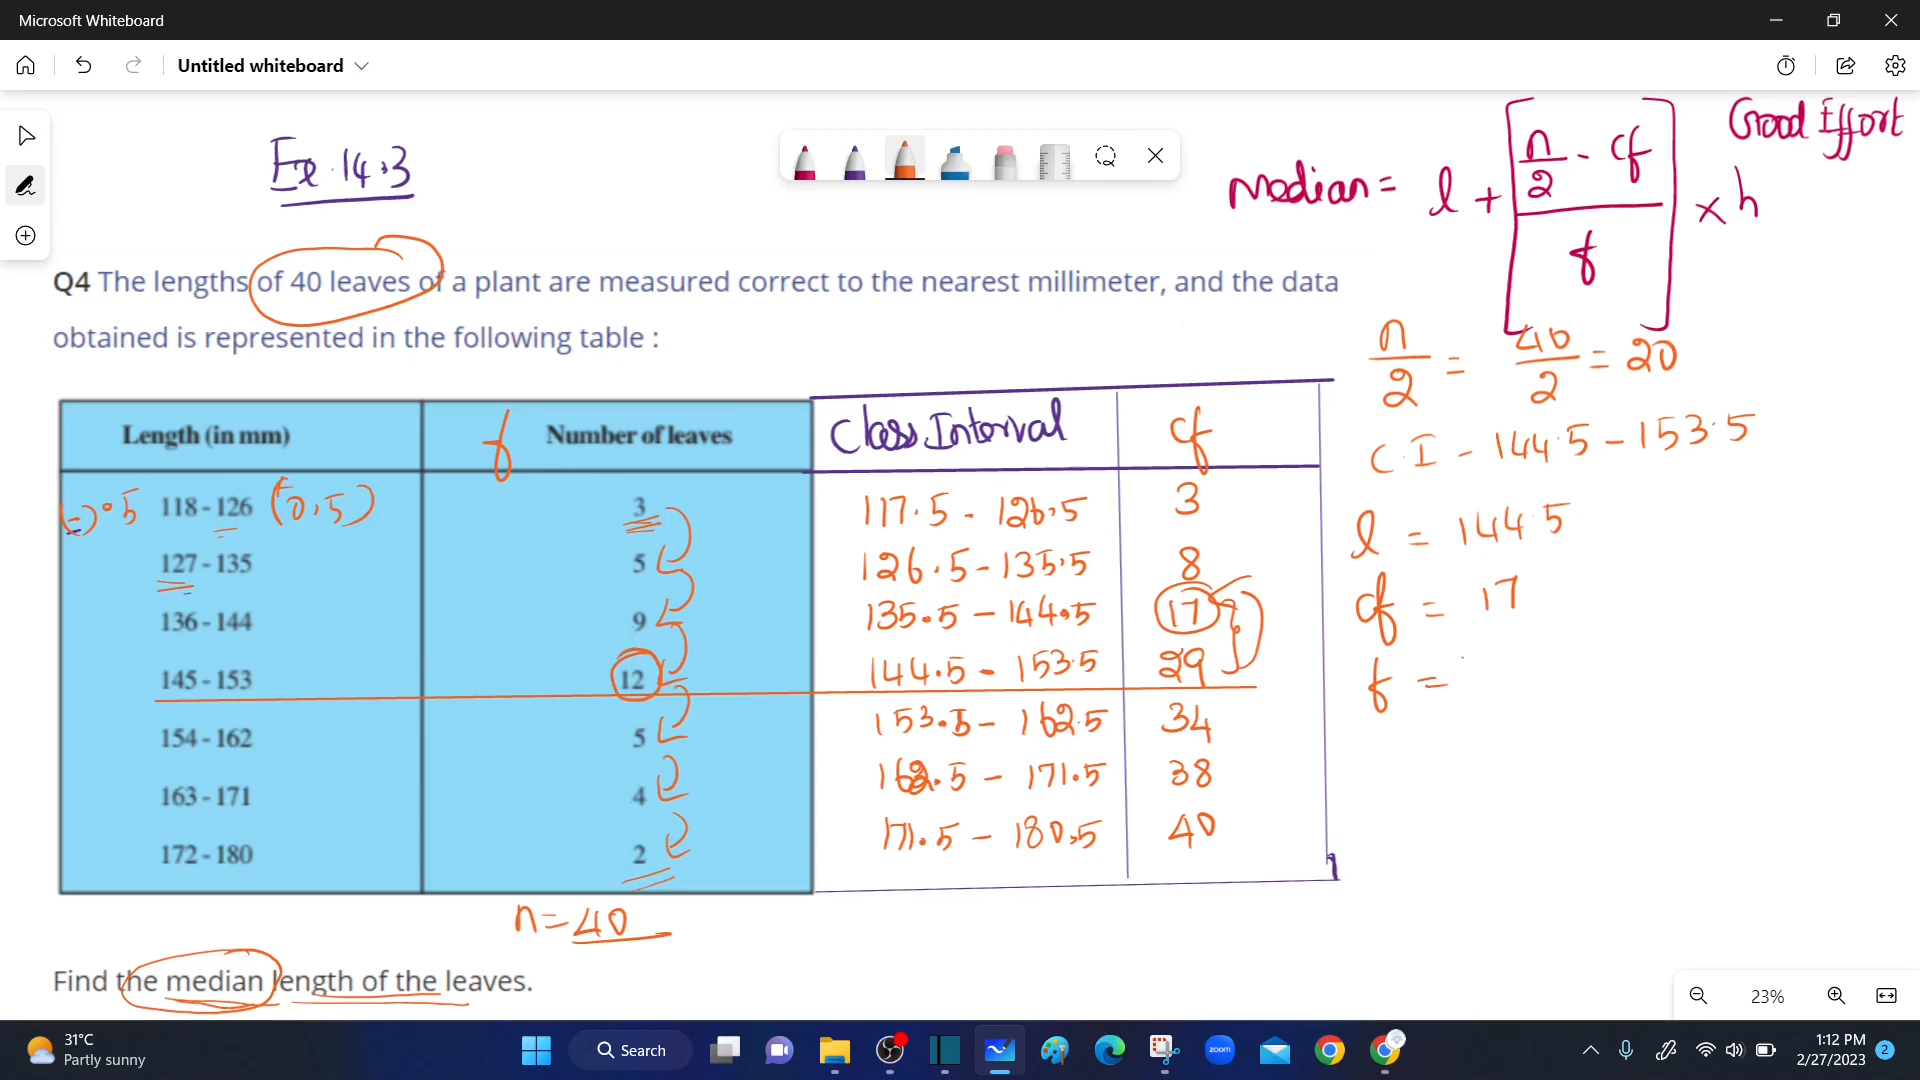 Microsoft Whiteboard
Untitled whiteboard
Good Effort
Ex.14.3
Median = l + [ n/2 - cf / f ] × h
Q4 The lengths of 40 leaves of a plant are measured correct to the nearest millimeter, and the data
obtained is represented in the following table :
n/2 = 40/2 = 20
C.I - 144.5 - 153.5
l = 144.5
cf = 17
f =
Length (in mm) f Number of leaves Class Interval cf
(-).5 118 - 126 (+0.5) 3 117.5 - 126.5 3
127 - 135 5 126.5 - 135.5 8
136 - 144 9 135.5 - 144.5 17
145 - 153 12 144.5 - 153.5 29
154 - 162 5 153.5 - 162.5 34
163 - 171 4 162.5 - 171.5 38
172 - 180 2 171.5 - 180.5 40
n = 40
Find the median length of the leaves.
23%
31°C
Partly sunny
Search
zoom
1:12 PM
2/27/2023
2